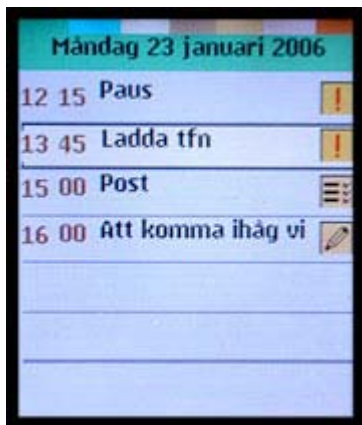 Måndag 23 januari 2006
12 15 Paus
13 45 Ladda tfn
15 00 Post
16 00 Att komma ihåg vi